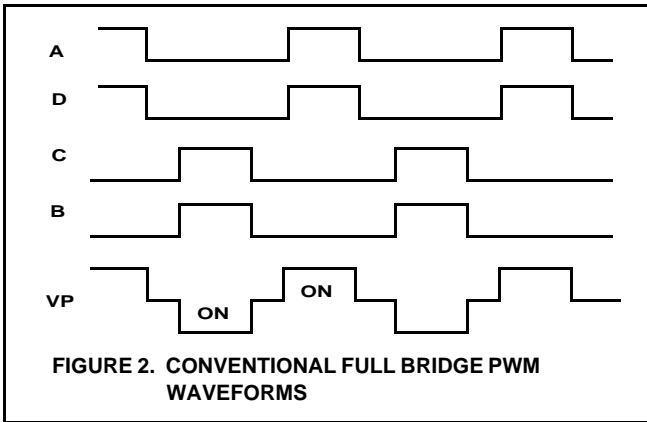 A
D
C
B
VP
ON
ON
FIGURE 2. CONVENTIONAL FULL BRIDGE PWM
WAVEFORMS